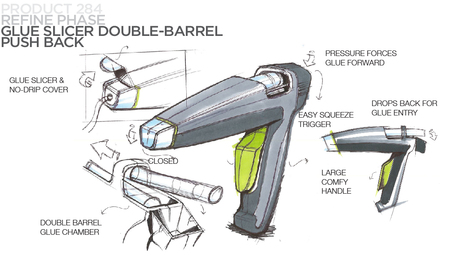 PRODUCT 284
REFINE PHASE
GLUE SLICER DOUBLE-BARREL
PUSH BACK
GLUE SLICER &
NO-DRIP COVER
PRESSURE FORCES
GLUE FORWARD
EASY SQUEEZE
TRIGGER
DROPS BACK FOR
GLUE ENTRY
CLOSED
LARGE
COMFY
HANDLE
DOUBLE BARREL
GLUE CHAMBER